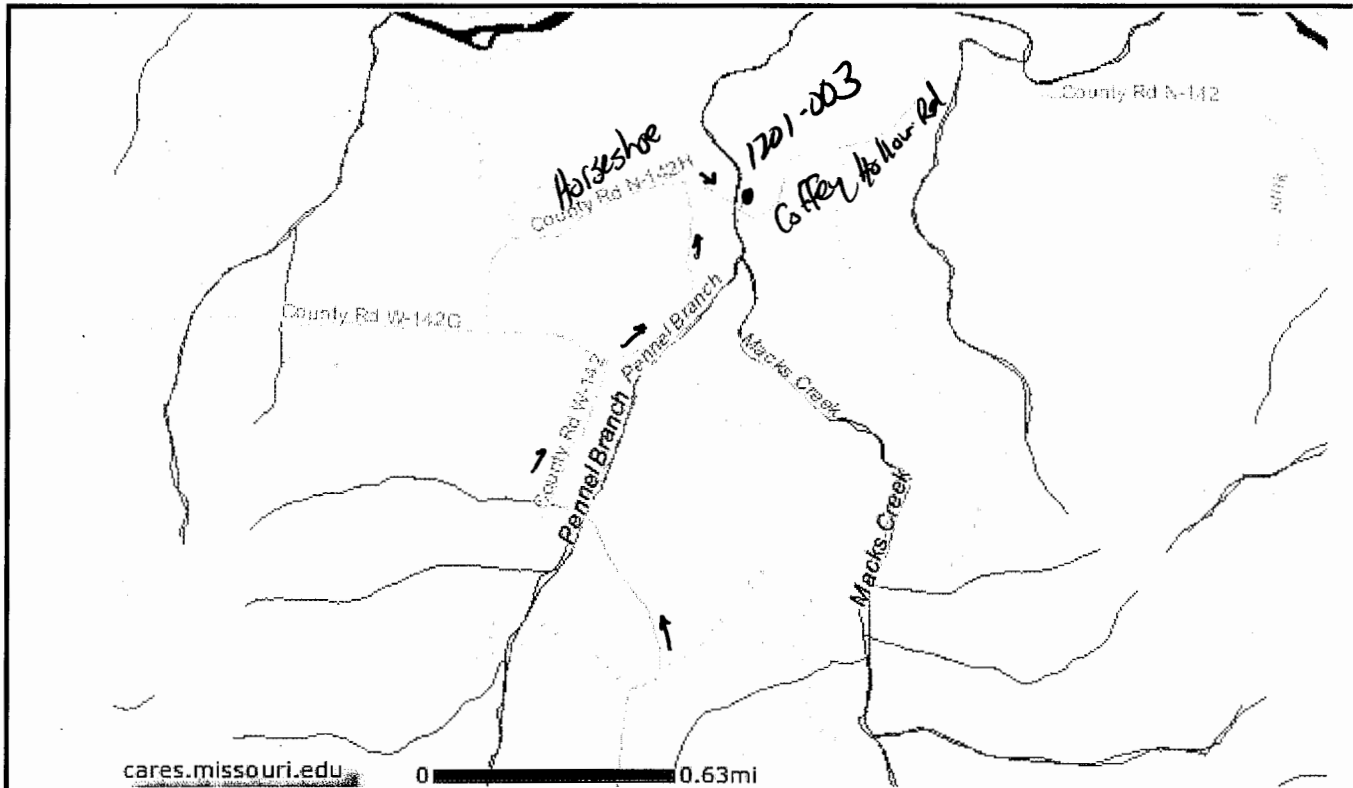 County Rd N-142
1201-003
Horseshoe
County Rd N-142H
Coffey Hollow Rd
County Rd W-142G
Pennel Branch
Macks Creek
County Rd W-142
Pennel Branch
Macks Creek
cares.missouri.edu
0 0.63mi